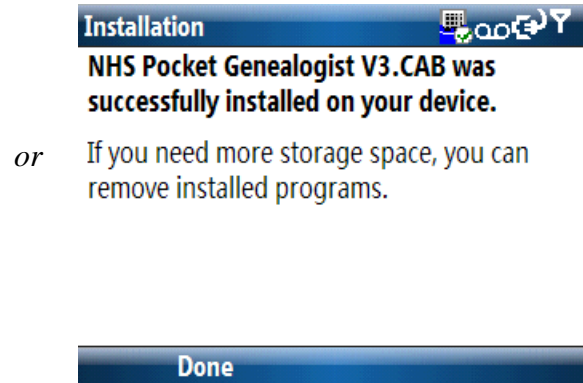 Installation
NHS Pocket Genealogist V3.CAB was
successfully installed on your device.
or
If you need more storage space, you can
remove installed programs.
Done